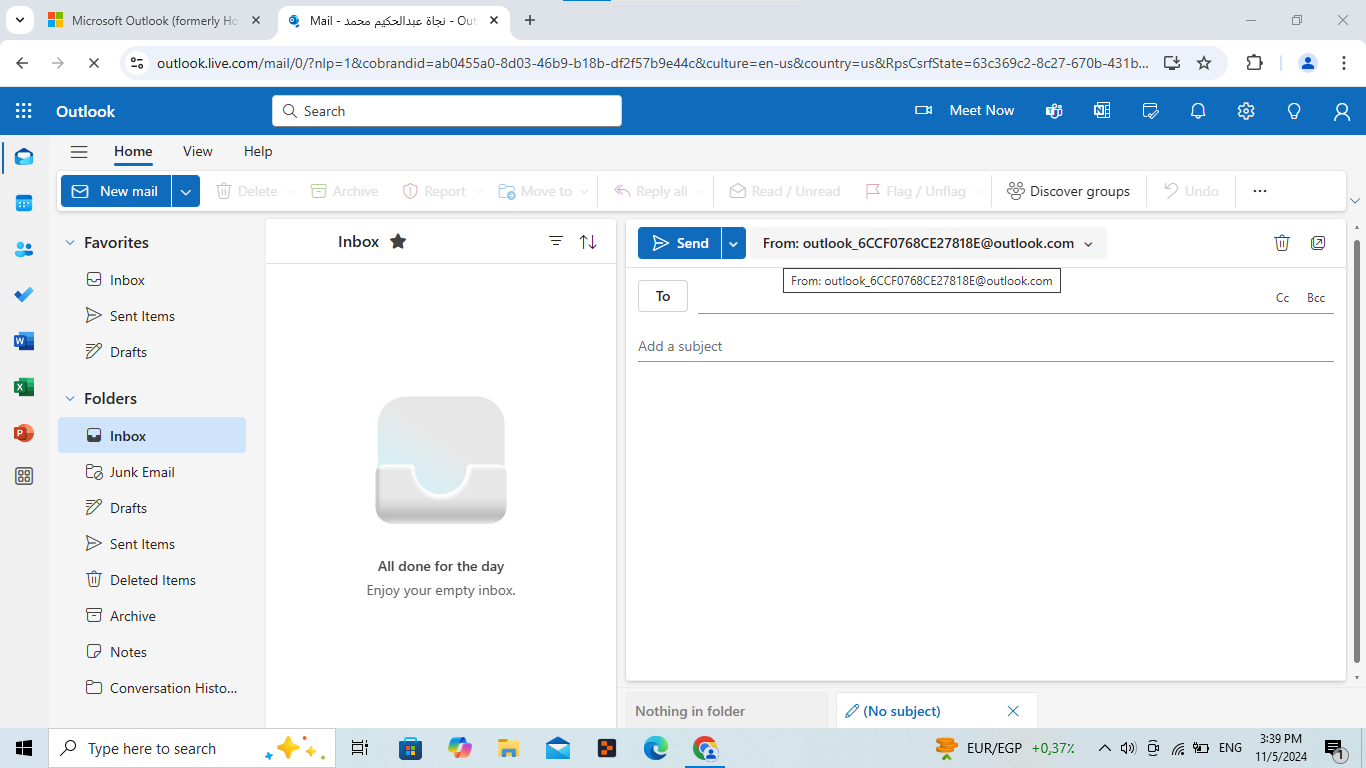 Microsoft Outlook (formerly Ho
Mail - نجاة عبدالحكيم محمد - Out
outlook.live.com/mail/0/?nlp=1&cobrandid=ab0455a0-8d03-46b9-b18b-df2f57b9e44c&culture=en-us&country=us&RpsCsrfState=63c369c2-8c27-670b-431b...
Outlook
Search
Meet Now
Home View Help
New mail Delete Archive Report Move to Reply all Read / Unread Flag / Unflag Discover groups Undo ...
Favorites
Inbox
Sent Items
Drafts
Folders
Inbox
Junk Email
Drafts
Sent Items
Deleted Items
Archive
Notes
Conversation Histo...
Inbox
All done for the day
Enjoy your empty inbox.
Send From: outlook_6CCF0768CE27818E@outlook.com
From: outlook_6CCF0768CE27818E@outlook.com
To Cc Bcc
Add a subject
Nothing in folder (No subject)
Type here to search
EUR/EGP +0,37٪
ENG
3:39 PM
11/5/2024
1